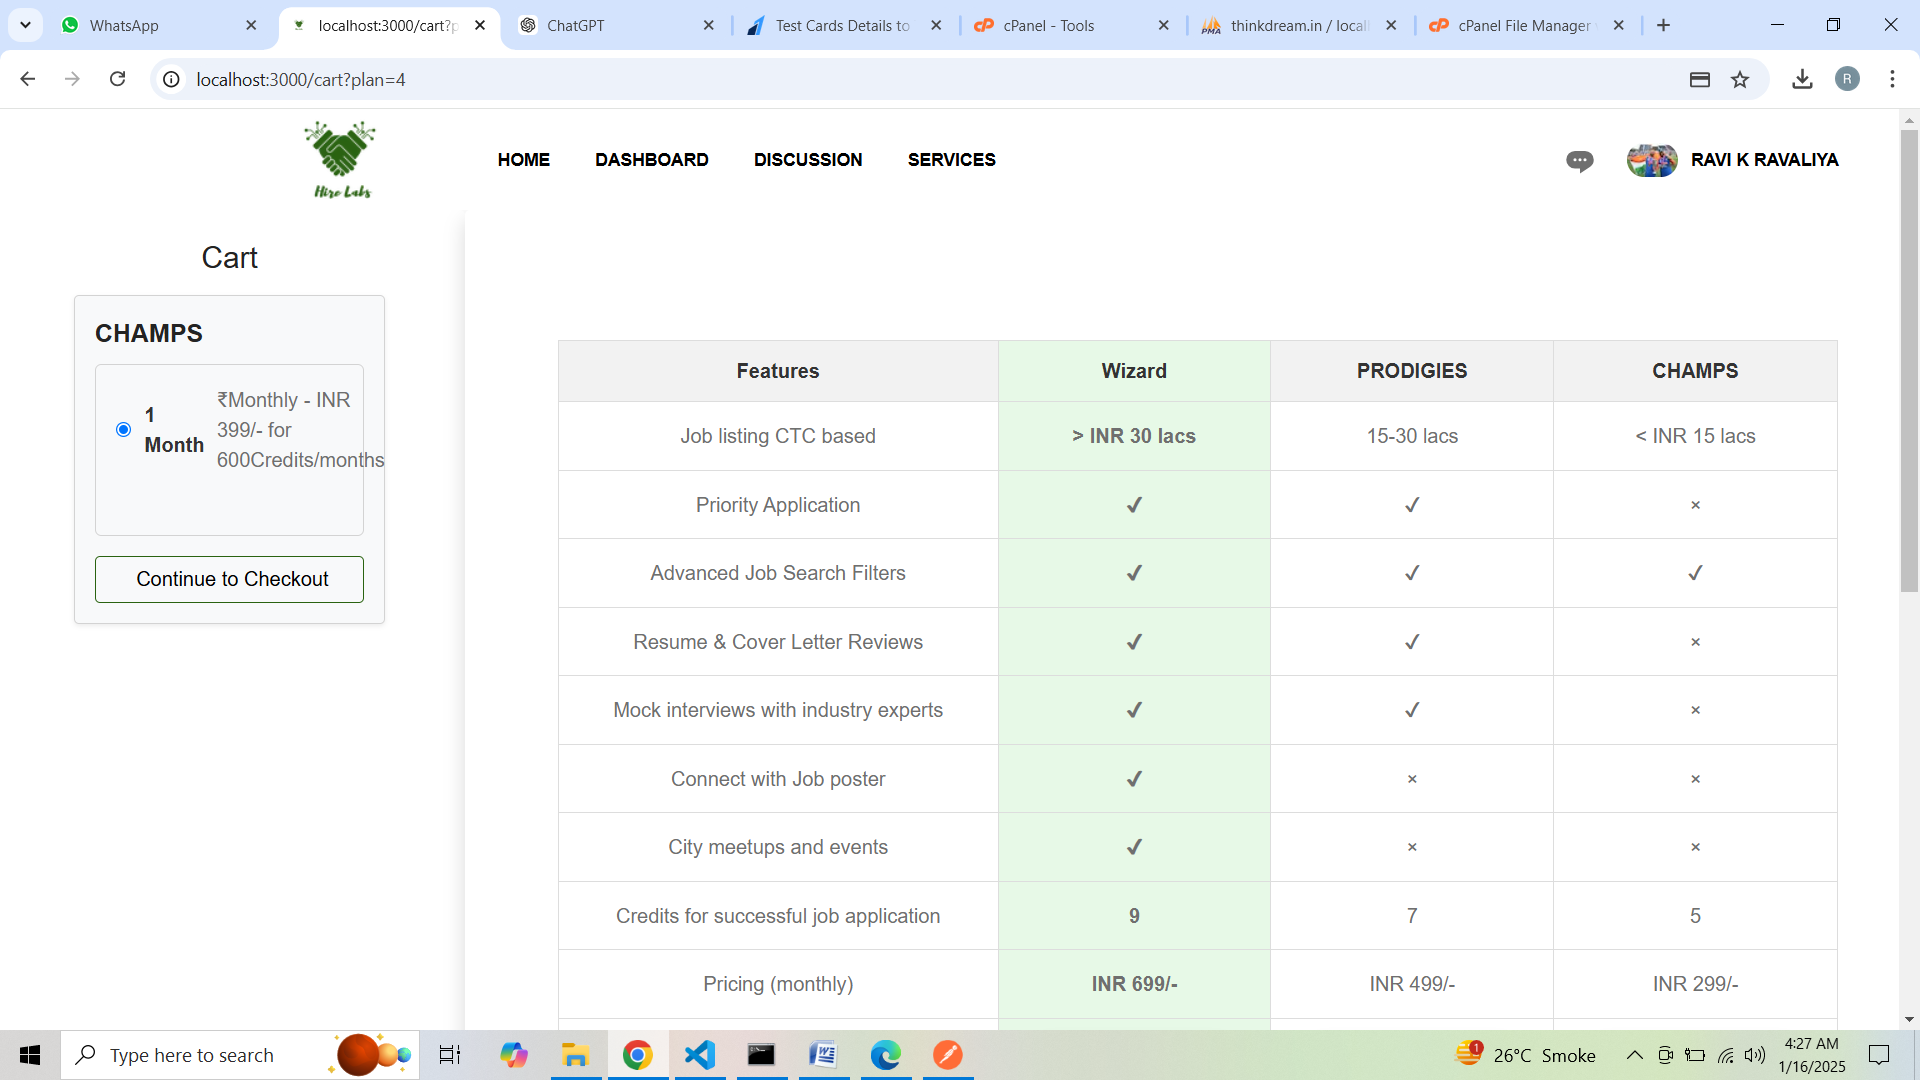 WhatsApp
localhost:3000/cart?p
ChatGPT
Test Cards Details to
cPanel - Tools
PMA
thinkdream.in / local
cPanel File Manager
localhost:3000/cart?plan=4
R
Hire Labs
HOME
DASHBOARD
DISCUSSION
SERVICES
RAVI K RAVALIYA
Cart
CHAMPS
1
Month
₹Monthly - INR
399/- for
600Credits/months
Continue to Checkout
Features Wizard PRODIGIES CHAMPS
Job listing CTC based > INR 30 lacs 15-30 lacs < INR 15 lacs
Priority Application ✓ ✓ ×
Advanced Job Search Filters ✓ ✓ ✓
Resume & Cover Letter Reviews ✓ ✓ ×
Mock interviews with industry experts ✓ ✓ ×
Connect with Job poster ✓ × ×
City meetups and events ✓ × ×
Credits for successful job application 9 7 5
Pricing (monthly) INR 699/- INR 499/- INR 299/-
Type here to search
1
26°C Smoke
4:27 AM
1/16/2025